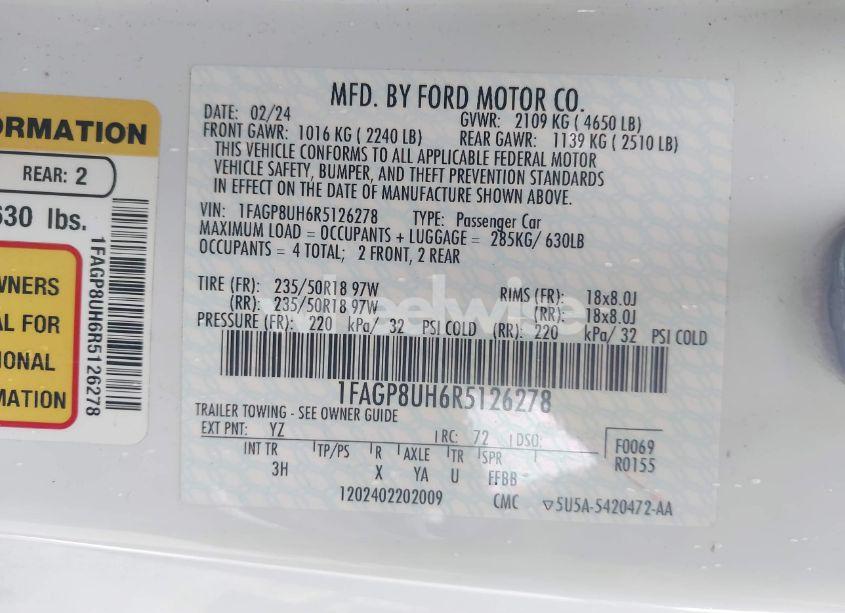 ORMATION
REAR: 2
630 lbs.
WNERS
AL FOR
IONAL
MATION
1FAGP8UH6R5126278
MFD. BY FORD MOTOR CO.
DATE: 02/24 GVWR: 2109 KG ( 4650 LB)
FRONT GAWR: 1016 KG ( 2240 LB) REAR GAWR: 1139 KG ( 2510 LB)
THIS VEHICLE CONFORMS TO ALL APPLICABLE FEDERAL MOTOR
VEHICLE SAFETY, BUMPER, AND THEFT PREVENTION STANDARDS
IN EFFECT ON THE DATE OF MANUFACTURE SHOWN ABOVE.
VIN: 1FAGP8UH6R5126278 TYPE: Passenger Car
MAXIMUM LOAD = OCCUPANTS + LUGGAGE = 285KG/ 630LB
OCCUPANTS = 4 TOTAL; 2 FRONT, 2 REAR
TIRE (FR): 235/50R18 97W RIMS (FR): 18x8.0J
(RR): 235/50R18 97W (RR): 18x8.0J
PRESSURE (FR): 220 kPa/ 32 PSI COLD (RR): 220 kPa/ 32 PSI COLD
wheelwise
1FAGP8UH6R5126278
TRAILER TOWING - SEE OWNER GUIDE
EXT PNT: YZ RC: 72 DSO: F0069
INT TR TP/PS R AXLE TR SPR R0155
3H X YA U FFBB
1202402202009 CMC ▽5U5A-5420472-AA